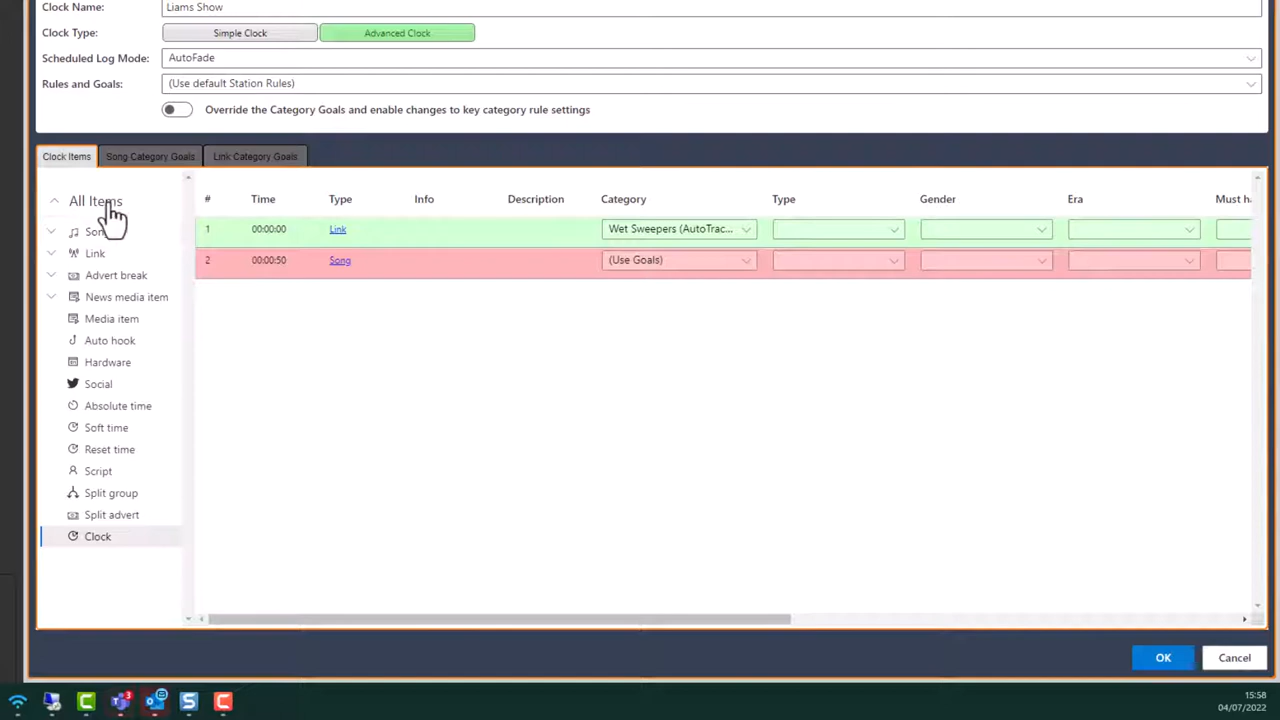 Clock Name: Liams Show
Clock Type: Simple Clock Advanced Clock
Scheduled Log Mode: AutoFade
Rules and Goals: (Use default Station Rules)
Override the Category Goals and enable changes to key category rule settings
Clock Items Song Category Goals Link Category Goals
All Items
# Time Type Info Description Category Type Gender Era Must h
1 00:00:00 Link Wet Sweepers (AutoTrac...
2 00:00:50 Song (Use Goals)
Son
Link
Advert break
News media item
Media item
Auto hook
Hardware
Social
Absolute time
Soft time
Reset time
Script
Split group
Split advert
Clock
OK Cancel
3
S
C
15:58
04/07/2022